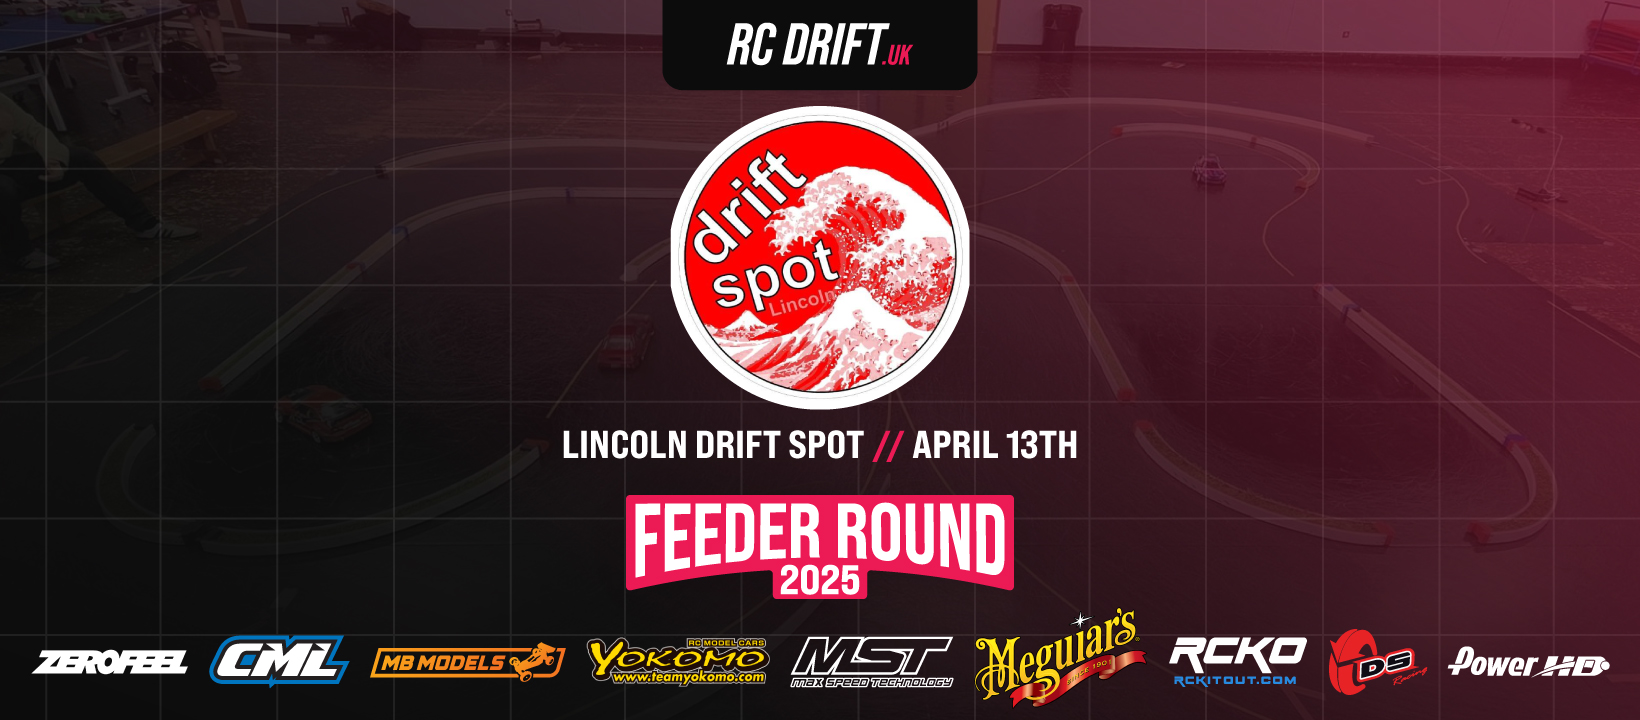 RC DRIFT.UK
drift
spot
Lincoln
LINCOLN DRIFT SPOT // APRIL 13TH
FEEDER ROUND
2025
ZEROFEEL
CML
MB MODELS
RC MODEL CARS
YOKOMO
www.teamyokomo.com
MST
MAX SPEED TECHNOLOGY
Meguiar's
SINCE 1901
RCKO
RCKITOUT.COM
DS
Racing
Power HD